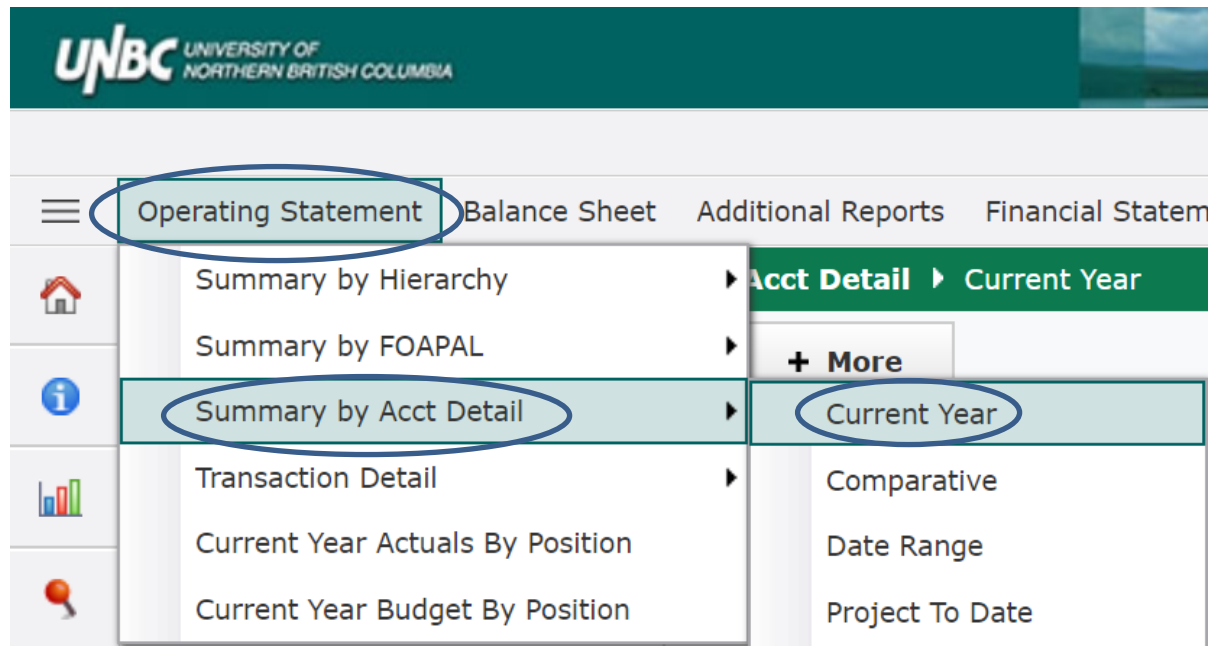 UNBC UNIVERSITY OF
NORTHERN BRITISH COLUMBIA
Operating Statement Balance Sheet Additional Reports Financial Statem
Summary by Hierarchy
Acct Detail Current Year
Summary by FOAPAL
+ More
Summary by Acct Detail
Current Year
Transaction Detail
Comparative
Current Year Actuals By Position
Date Range
Current Year Budget By Position
Project To Date